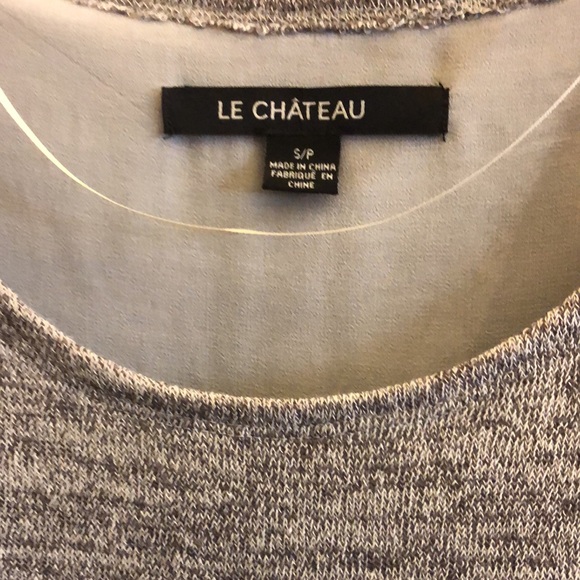 LE CHÂTEAU
S/P
MADE IN CHINA
FABRIQUÉ EN
CHINE